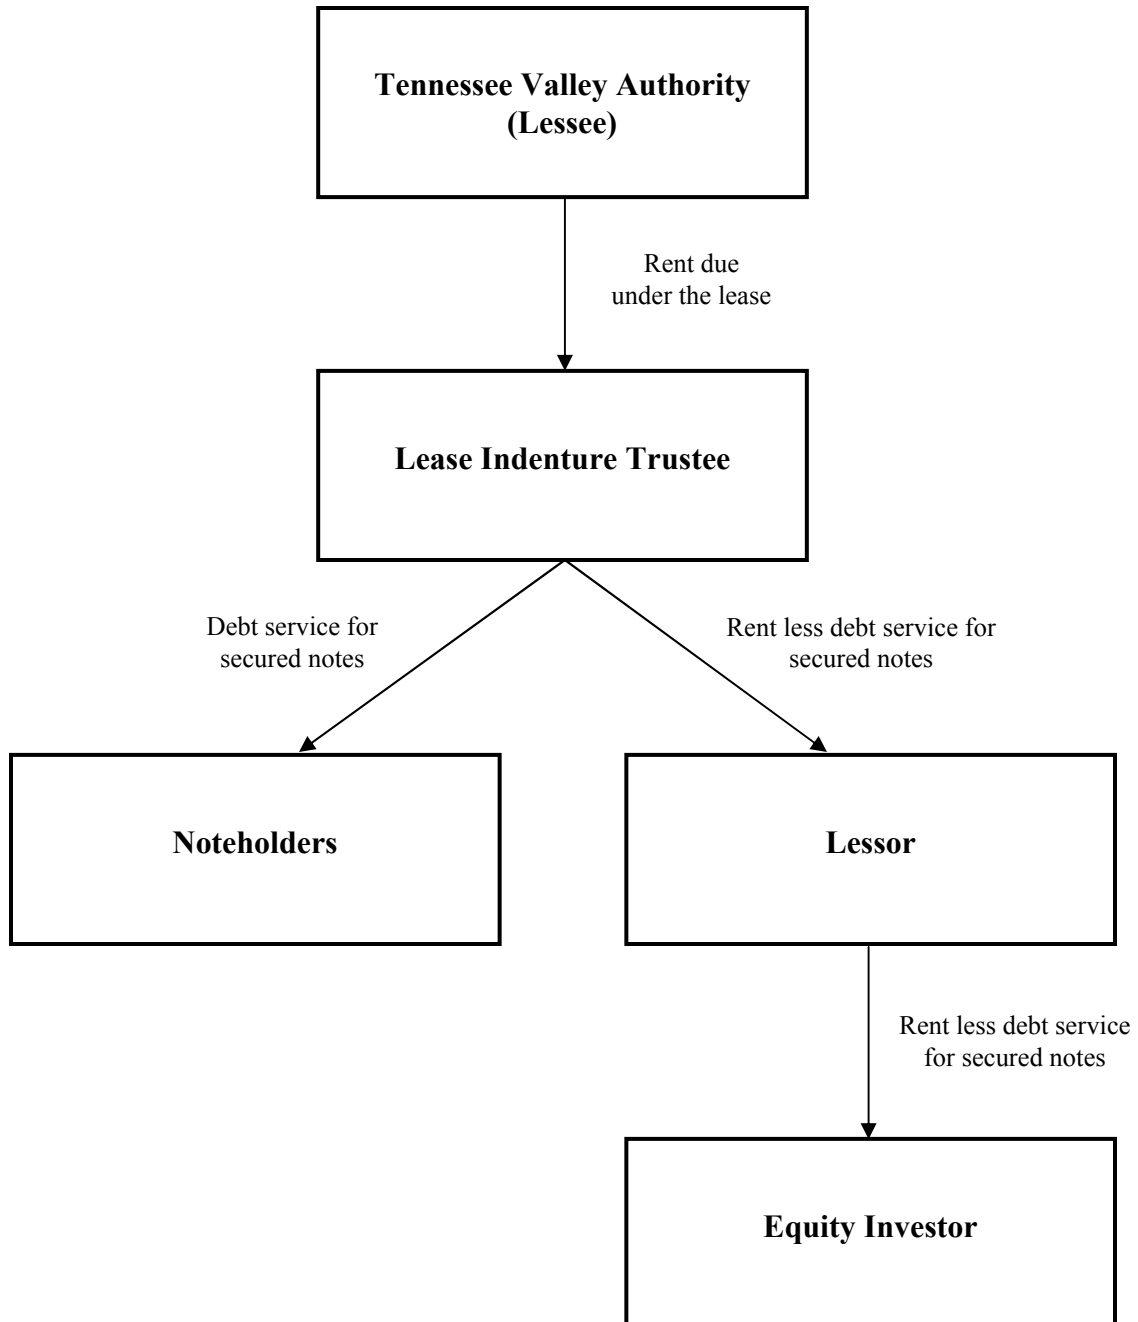 Tennessee Valley Authority
(Lessee)
Rent due
under the lease
Lease Indenture Trustee
Debt service for
secured notes
Rent less debt service for
secured notes
Noteholders
Lessor
Rent less debt service
for secured notes
Equity Investor